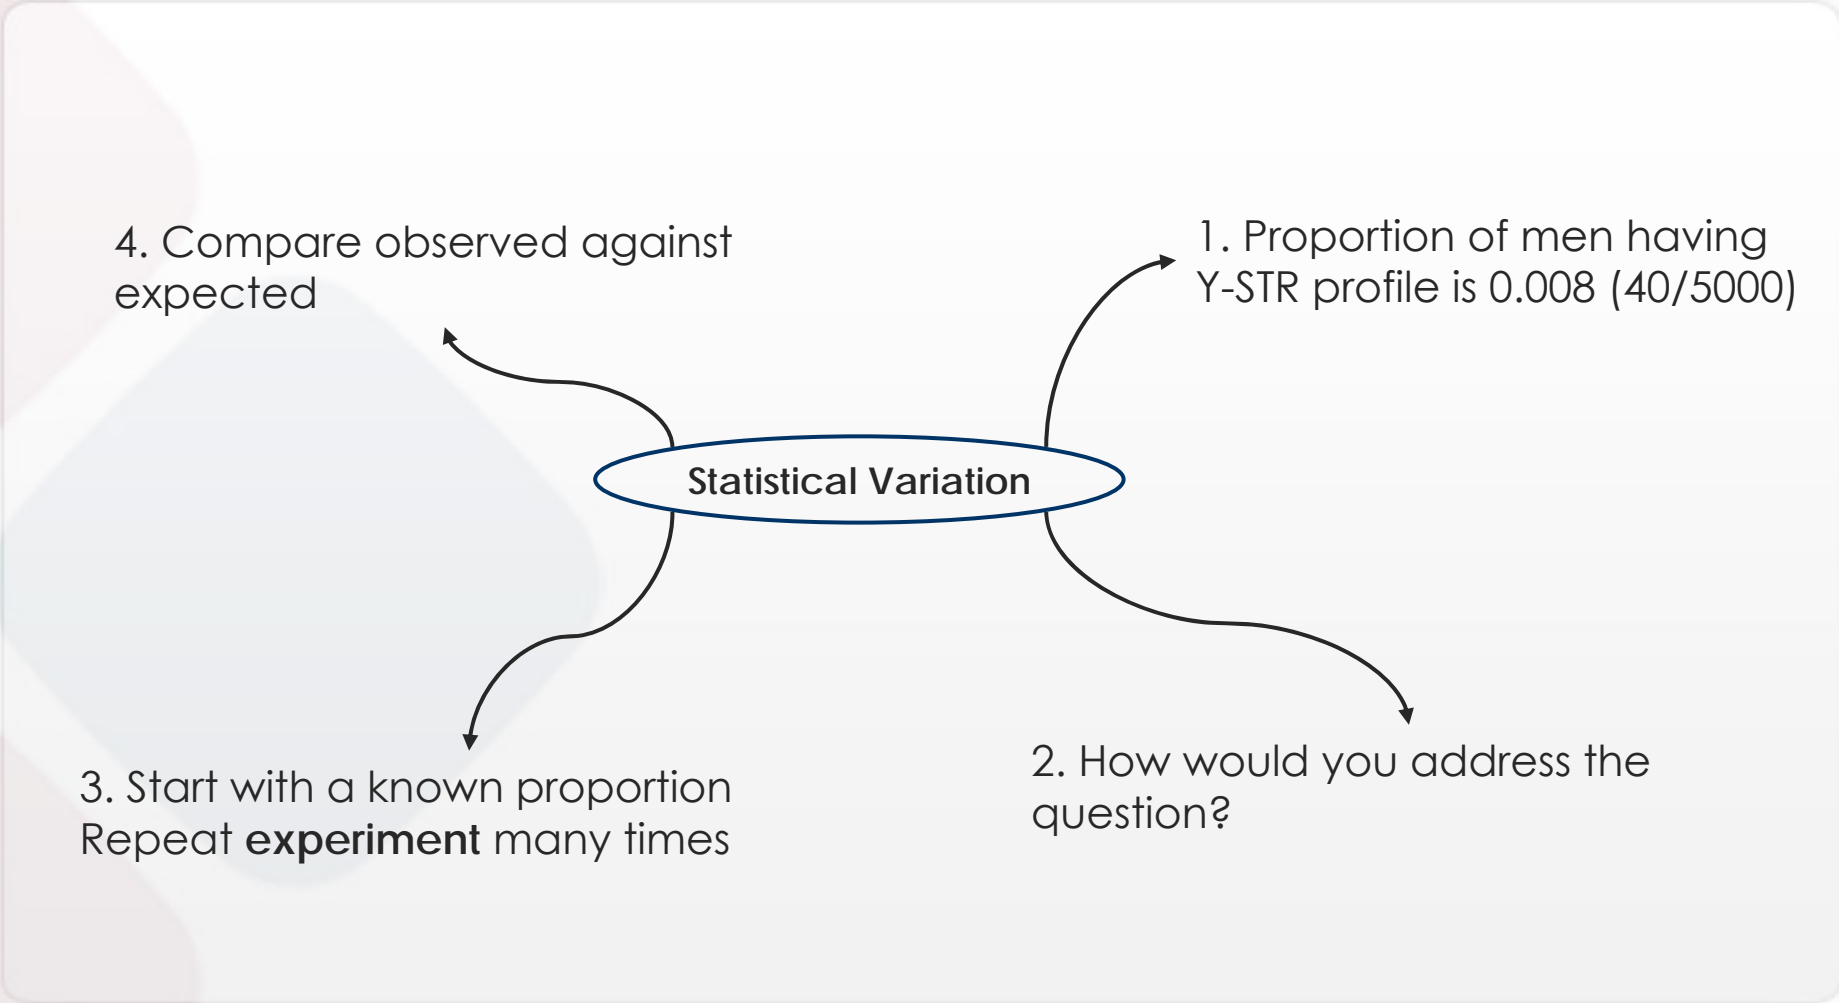 4. Compare observed against
expected
1. Proportion of men having
Y-STR profile is 0.008 (40/5000)
Statistical Variation
3. Start with a known proportion
Repeat experiment many times
2. How would you address the
question?